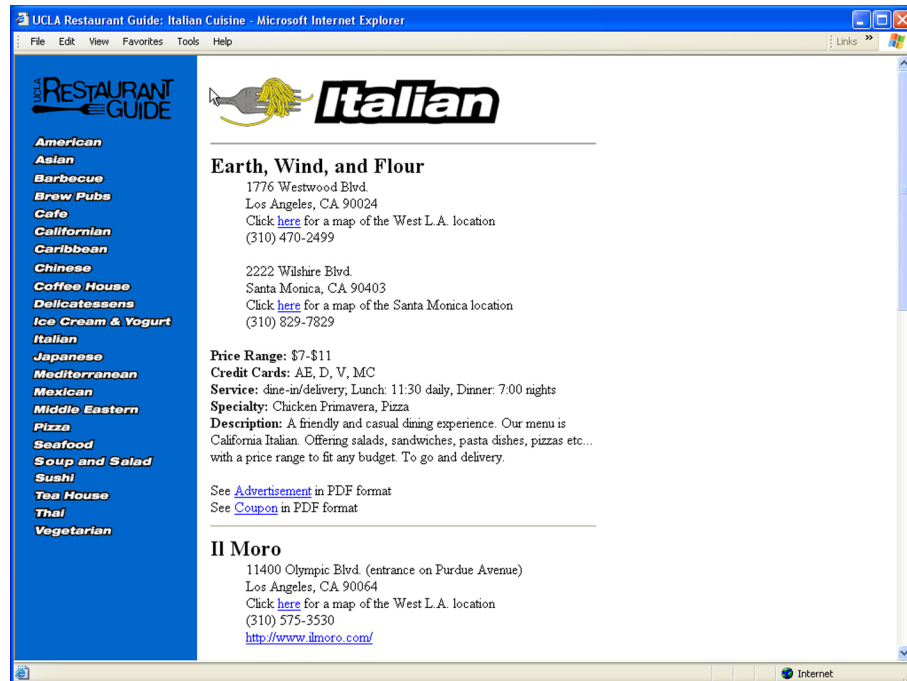 UCLA Restaurant Guide: Italian Cuisine - Microsoft Internet Explorer
File Edit View Favorites Tools Help Links »
UCLA RESTAURANT
GUIDE
American
Asian
Barbecue
Brew Pubs
Cafe
Californian
Caribbean
Chinese
Coffee House
Delicatessens
Ice Cream & Yogurt
Italian
Japanese
Mediterranean
Mexican
Middle Eastern
Pizza
Seafood
Soup and Salad
Sushi
Tea House
Thai
Vegetarian
Italian
Earth, Wind, and Flour
1776 Westwood Blvd.
Los Angeles, CA 90024
Click here for a map of the West L.A. location
(310) 470-2499
2222 Wilshire Blvd.
Santa Monica, CA 90403
Click here for a map of the Santa Monica location
(310) 829-7829
Price Range: $7-$11
Credit Cards: AE, D, V, MC
Service: dine-in/delivery; Lunch: 11:30 daily, Dinner: 7:00 nights
Specialty: Chicken Primavera, Pizza
Description: A friendly and casual dining experience. Our menu is
California Italian. Offering salads, sandwiches, pasta dishes, pizzas etc...
with a price range to fit any budget. To go and delivery.
See Advertisement in PDF format
See Coupon in PDF format
Il Moro
11400 Olympic Blvd. (entrance on Purdue Avenue)
Los Angeles, CA 90064
Click here for a map of the West L.A. location
(310) 575-3530
http://www.ilmoro.com/
Internet